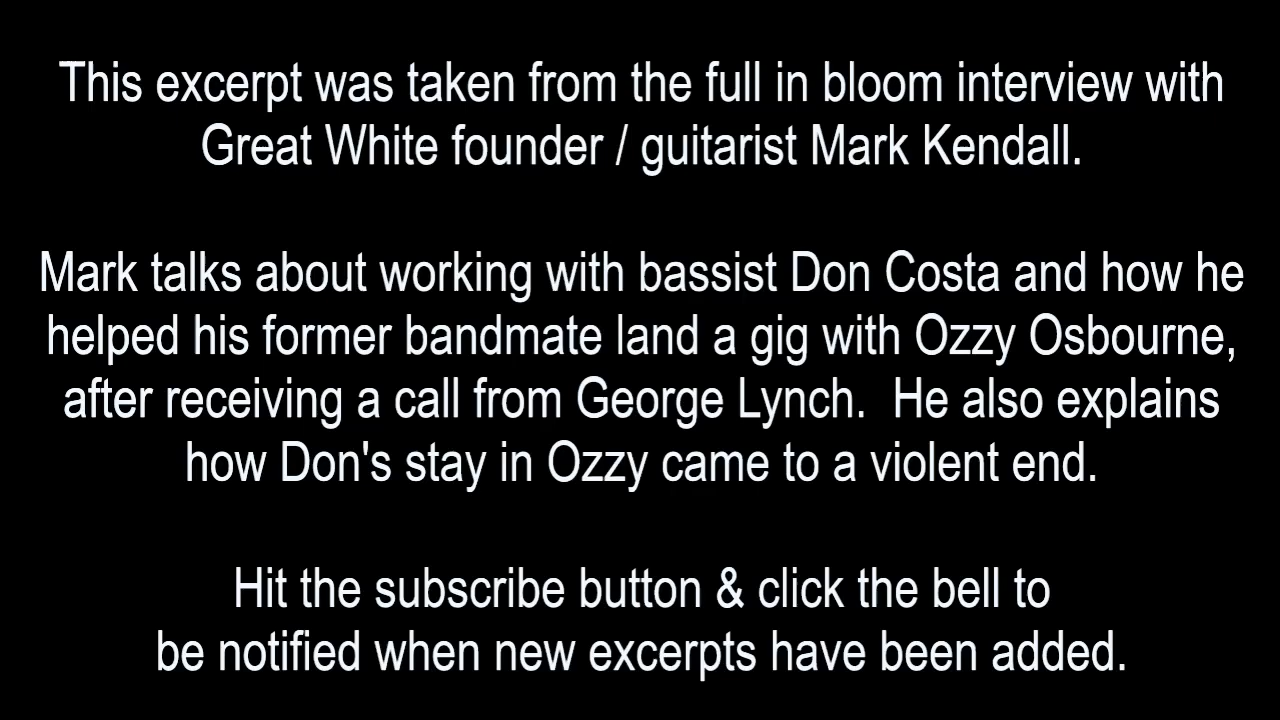 This excerpt was taken from the full in bloom interview with
Great White founder / guitarist Mark Kendall.
Mark talks about working with bassist Don Costa and how he
helped his former bandmate land a gig with Ozzy Osbourne,
after receiving a call from George Lynch.  He also explains
how Don's stay in Ozzy came to a violent end.
Hit the subscribe button & click the bell to
be notified when new excerpts have been added.